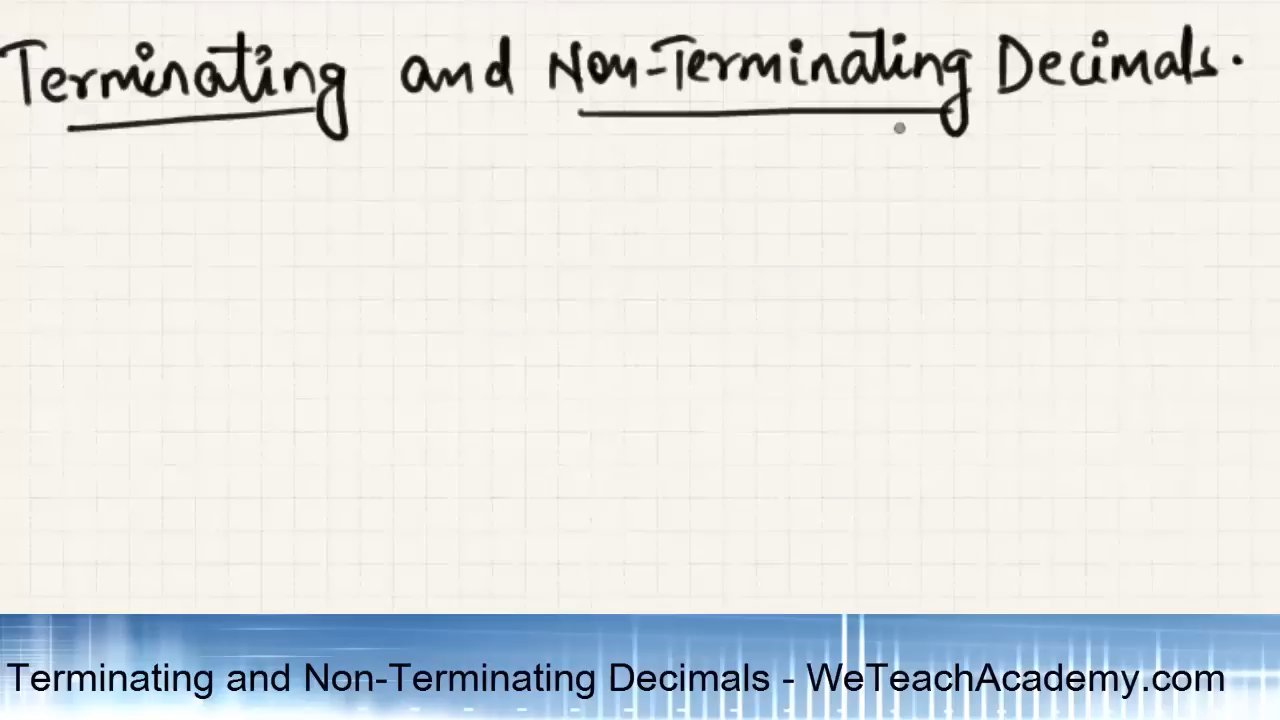 Terminating and Non-Terminating Decimals.
Terminating and Non-Terminating Decimals - WeTeachAcademy.com